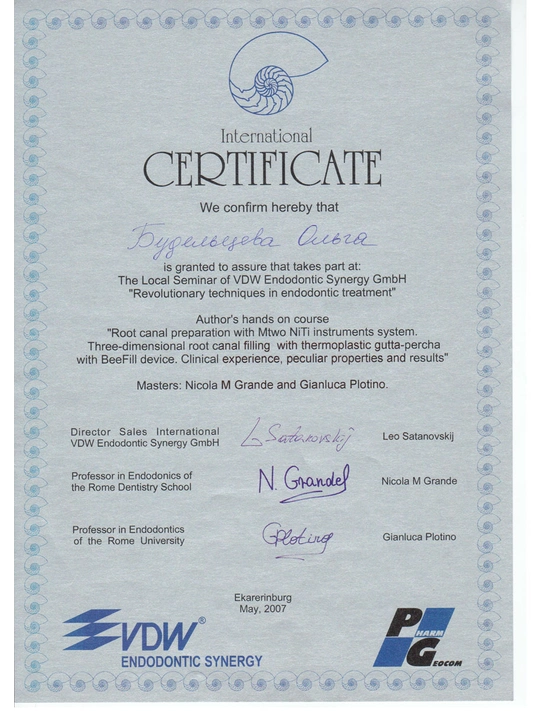 International
CERTIFICATE
We confirm hereby that
Будельцева Ольга
is granted to assure that takes part at:
The Local Seminar of VDW Endodontic Synergy GmbH
"Revolutionary techniques in endodontic treatment"
Author's hands on course
"Root canal preparation with Mtwo NiTi instruments system.
Three-dimensional root canal filling with thermoplastic gutta-percha
with BeeFill device. Clinical experience, peculiar properties and results"
Masters: Nicola M Grande and Gianluca Plotino.
Director Sales International
VDW Endodontic Synergy GmbH
L Satanovskij
Leo Satanovskij
Professor in Endodonics of
the Rome Dentistry School
N. Grandel
Nicola M Grande
Professor in Endodontics
of the Rome University
GPlotino
Gianluca Plotino
Ekarerinburg
May, 2007
VDW®
ENDODONTIC SYNERGY
PHARM
GEOCOM